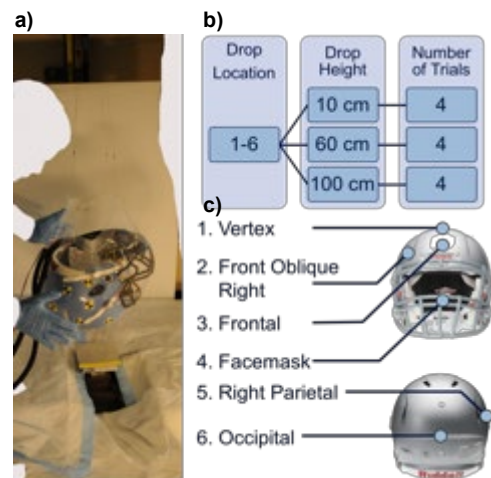 a)
b)
Drop
Location
Drop
Height
Number
of Trials
1-6
10 cm
4
60 cm
4
100 cm
4
c)
1. Vertex
2. Front Oblique
Right
3. Frontal
4. Facemask
5. Right Parietal
6. Occipital